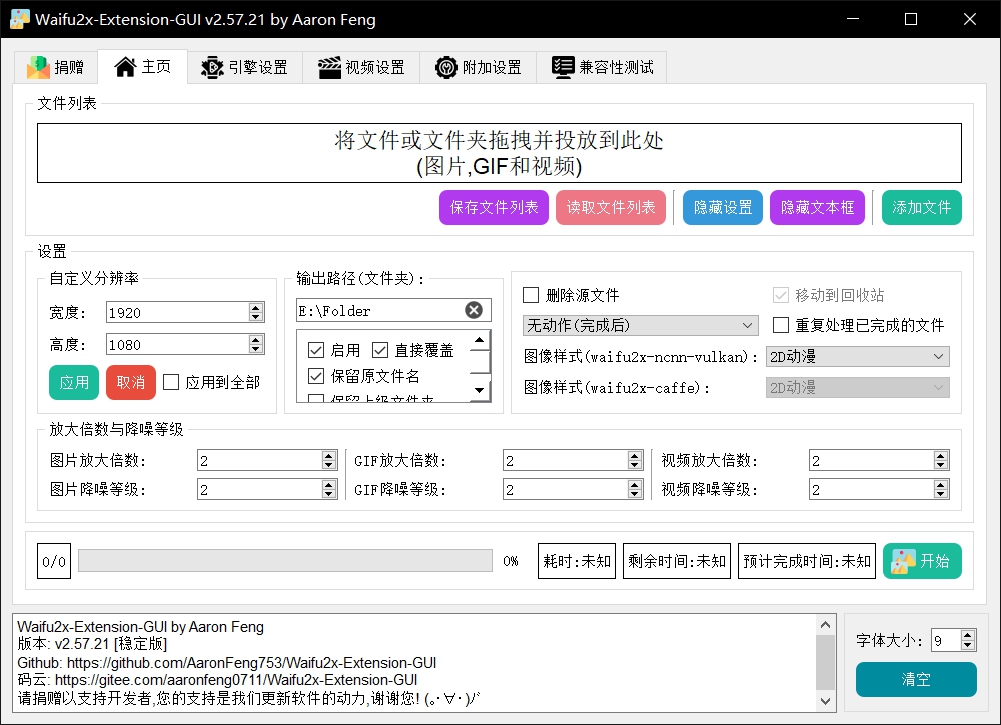 Waifu2x-Extension-GUI v2.57.21 by Aaron Feng
捐赠 主页 引擎设置 视频设置 附加设置 兼容性测试
文件列表
将文件或文件夹拖拽并投放到此处
(图片,GIF和视频)
保存文件列表 读取文件列表 隐藏设置 隐藏文本框 添加文件
设置
自定义分辨率
宽度: 1920
高度: 1080
应用 取消 应用到全部
输出路径(文件夹):
E:\Folder
启用 直接覆盖
保留原文件名
保留上级文件夹
删除源文件 移动到回收站
无动作(完成后) 重复处理已完成的文件
图像样式(waifu2x-ncnn-vulkan): 2D动漫
图像样式(waifu2x-caffe): 2D动漫
放大倍数与降噪等级
图片放大倍数: 2 GIF放大倍数: 2 视频放大倍数: 2
图片降噪等级: 2 GIF降噪等级: 2 视频降噪等级: 2
0/0 0% 耗时:未知 剩余时间:未知 预计完成时间:未知 开始
Waifu2x-Extension-GUI by Aaron Feng
版本: v2.57.21 [稳定版]
Github: https://github.com/AaronFeng753/Waifu2x-Extension-GUI
码云: https://gitee.com/aaronfeng0711/Waifu2x-Extension-GUI
请捐赠以支持开发者,您的支持是我们更新软件的动力,谢谢您! (｡･∀･)ﾉﾞ
字体大小: 9
清空